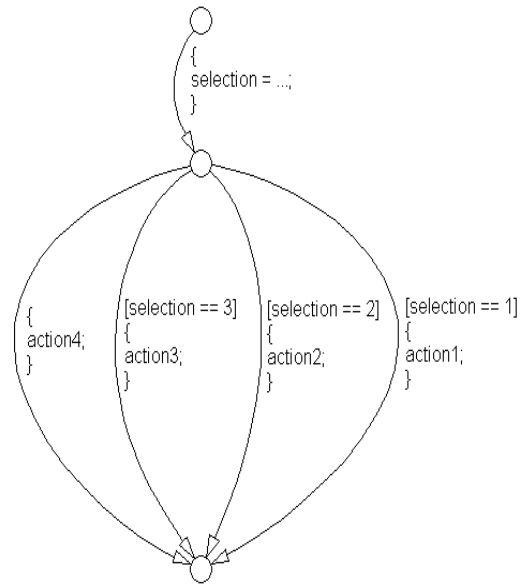 {
selection = ...;
}
{
action4;
}
[selection == 3]
{
action3;
}
[selection == 2]
{
action2;
}
[selection == 1]
{
action1;
}